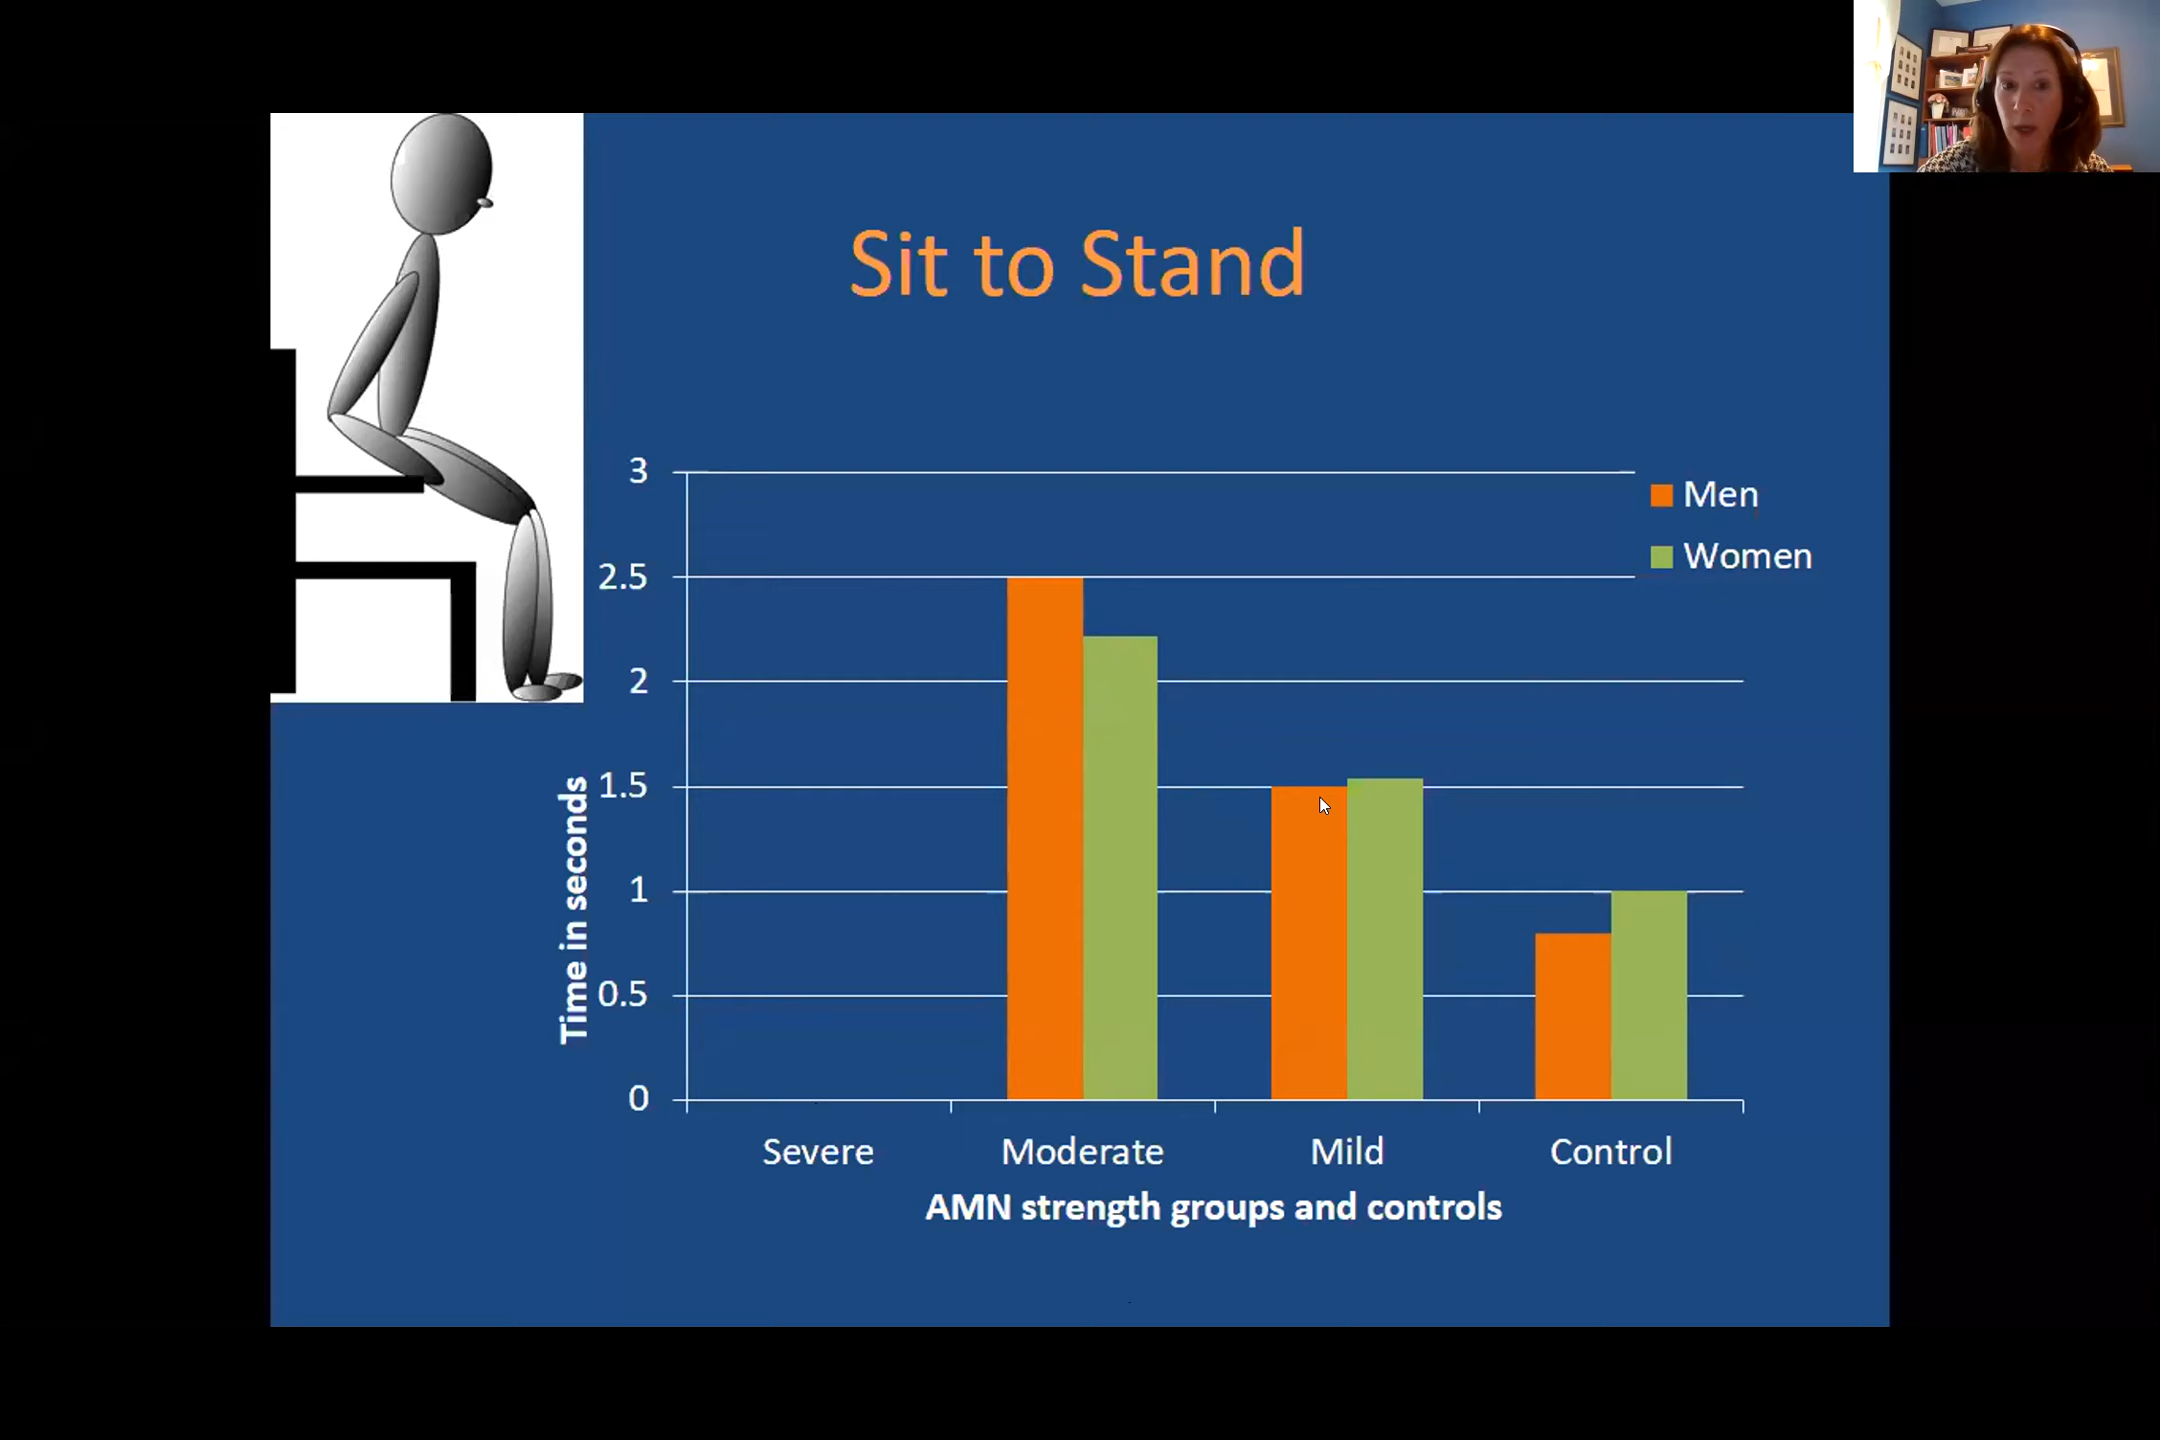 Sit to Stand
3
2.5
2
1.5
1
0.5
0
Time in seconds
Men
Women
Severe
Moderate
Mild
Control
AMN strength groups and controls